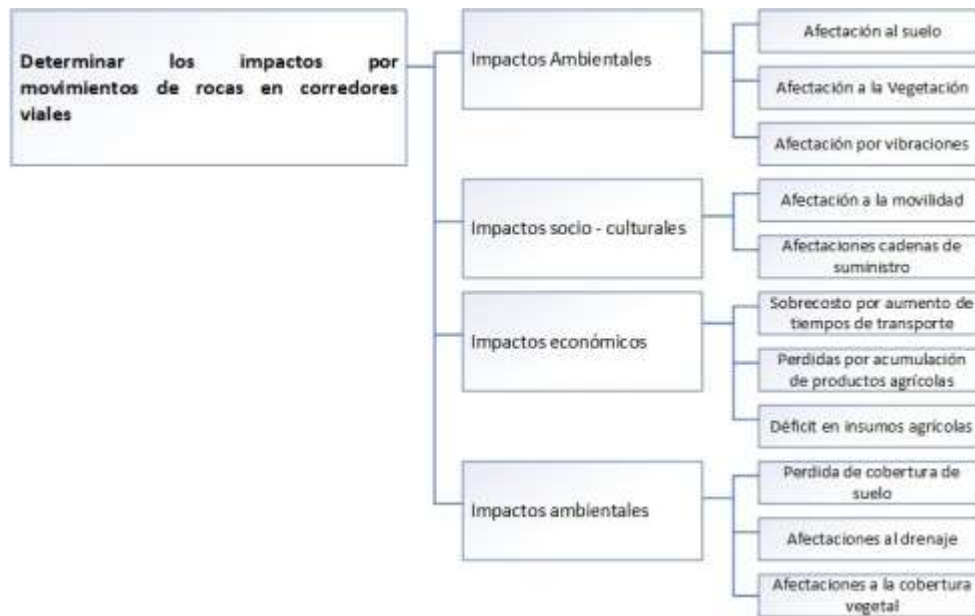 Determinar los impactos por
movimientos de rocas en corredores
viales
Impactos Ambientales
Afectación al suelo
Afectación a la Vegetación
Afectación por vibraciones
Impactos socio - culturales
Afectación a la movilidad
Afectaciones cadenas de
suministro
Impactos económicos
Sobrecosto por aumento de
tiempos de transporte
Perdidas por acumulación
de productos agrícolas
Déficit en insumos agrícolas
Impactos ambientales
Perdida de cobertura de
suelo
Afectaciones al drenaje
Afectaciones a la cobertura
vegetal